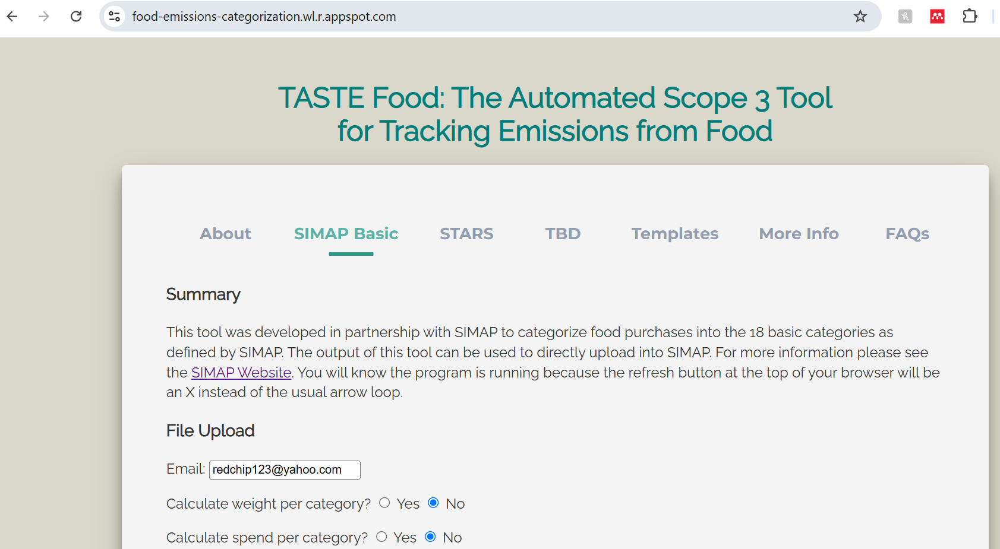 food-emissions-categorization.wl.r.appspot.com
TASTE Food: The Automated Scope 3 Tool
for Tracking Emissions from Food
About SIMAP Basic STARS TBD Templates More Info FAQs
Summary
This tool was developed in partnership with SIMAP to categorize food purchases into the 18 basic categories as
defined by SIMAP. The output of this tool can be used to directly upload into SIMAP. For more information please see
the SIMAP Website. You will know the program is running because the refresh button at the top of your browser will be
an X instead of the usual arrow loop.
File Upload
Email: redchip123@yahoo.com
Calculate weight per category? Yes No
Calculate spend per category? Yes No